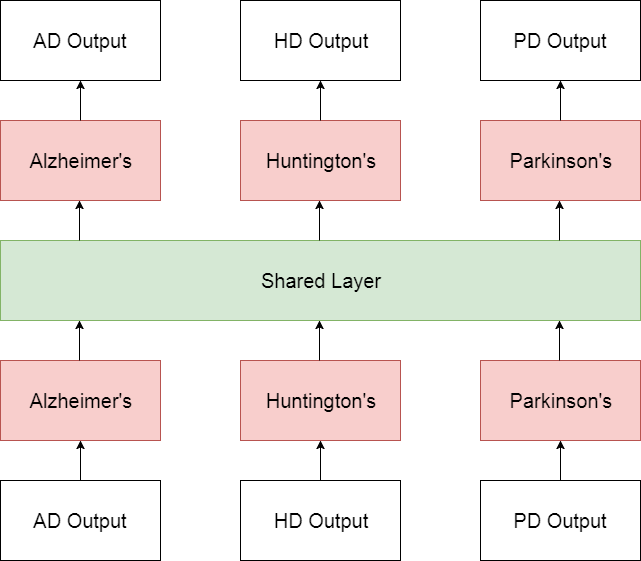 AD Output
HD Output
PD Output
Alzheimer's
Huntington's
Parkinson's
Shared Layer
Alzheimer's
Huntington's
Parkinson's
AD Output
HD Output
PD Output